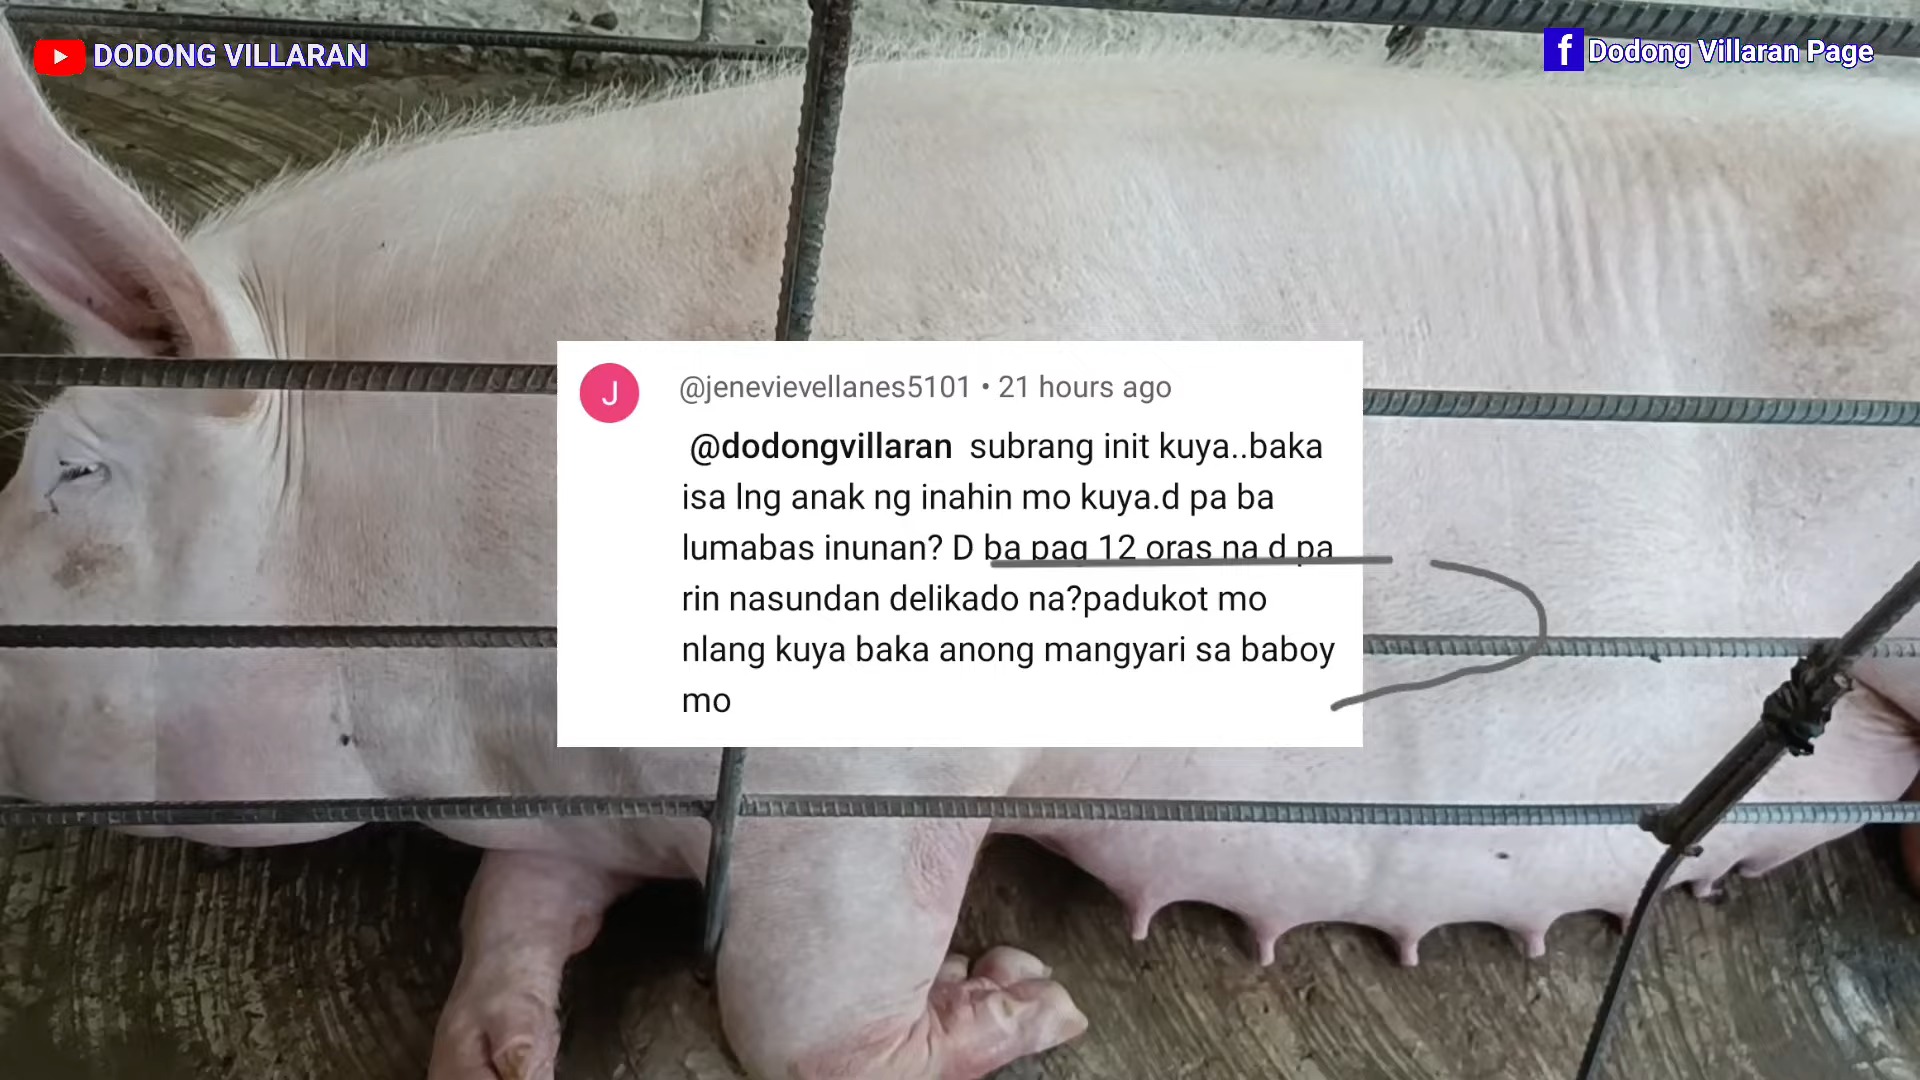 DODONG VILLARAN
f Dodong Villaran Page
J
@jenevievellanes5101 • 21 hours ago
@dodongvillaran subrang init kuya..baka
isa lng anak ng inahin mo kuya.d pa ba
lumabas inunan? D ba pag 12 oras na d pa
rin nasundan delikado na?padukot mo
nlang kuya baka anong mangyari sa baboy
mo